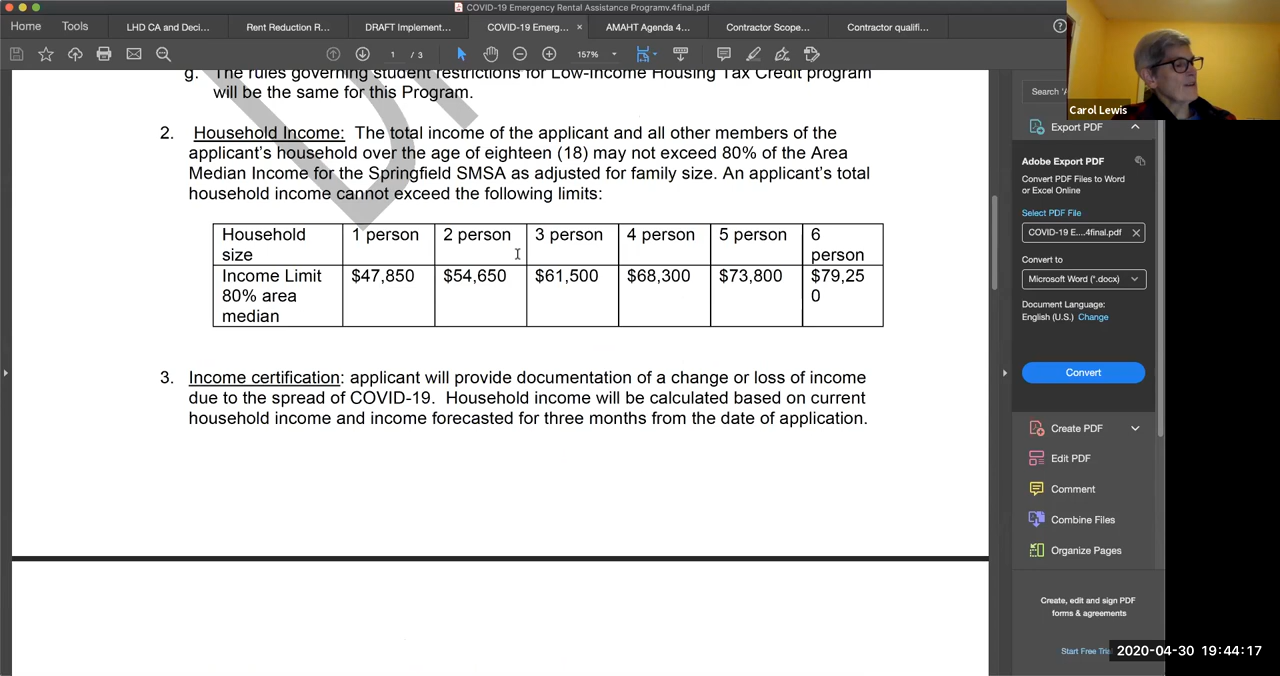 COVID-19 Emergency Rental Assistance Programv.4final.pdf
Home
Tools
LHD CA and Deci...
Rent Reduction R...
DRAFT Implement...
COVID-19 Emerg... ×
AMAHT Agenda 4...
Contractor Scope...
Contractor qualifi...
1 / 3
157%
g. The rules governing student restrictions for Low-Income Housing Tax Credit program
will be the same for this Program.
2. Household Income: The total income of the applicant and all other members of the
applicant's household over the age of eighteen (18) may not exceed 80% of the Area
Median Income for the Springfield SMSA as adjusted for family size. An applicant's total
household income cannot exceed the following limits:
Household 1 person 2 person 3 person 4 person 5 person 6
size person
Income Limit $47,850 $54,650 $61,500 $68,300 $73,800 $79,25
80% area 0
median
3. Income certification: applicant will provide documentation of a change or loss of income
due to the spread of COVID-19. Household income will be calculated based on current
household income and income forecasted for three months from the date of application.
Carol Lewis
Search 'A
Export PDF
Adobe Export PDF
Convert PDF Files to Word
or Excel Online
Select PDF File
COVID-19 E....4final.pdf ×
Convert to
Microsoft Word (*.docx)
Document Language:
English (U.S.) Change
Convert
Create PDF
Edit PDF
Comment
Combine Files
Organize Pages
Create, edit and sign PDF
forms & agreements
Start Free Trial
2020-04-30 19:44:17